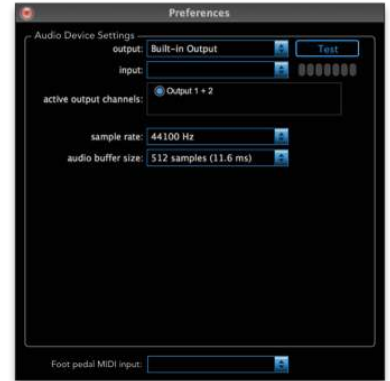 Preferences
Audio Device Settings
output: Built-in Output Test
input:
active output channels: Output 1 + 2
sample rate: 44100 Hz
audio buffer size: 512 samples (11.6 ms)
Foot pedal MIDI input: